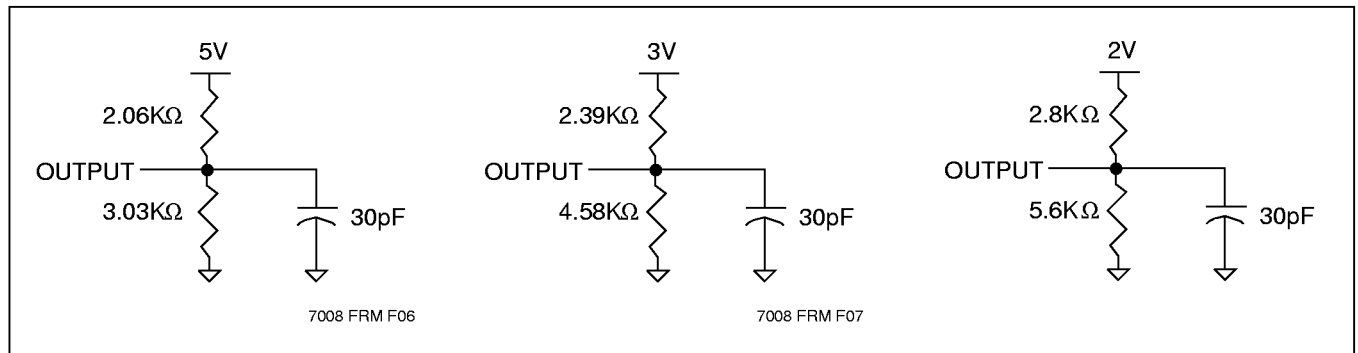 5V
2.06KΩ
OUTPUT
3.03KΩ
30pF
7008 FRM F06
3V
2.39KΩ
OUTPUT
4.58KΩ
30pF
7008 FRM F07
2V
2.8KΩ
OUTPUT
5.6KΩ
30pF